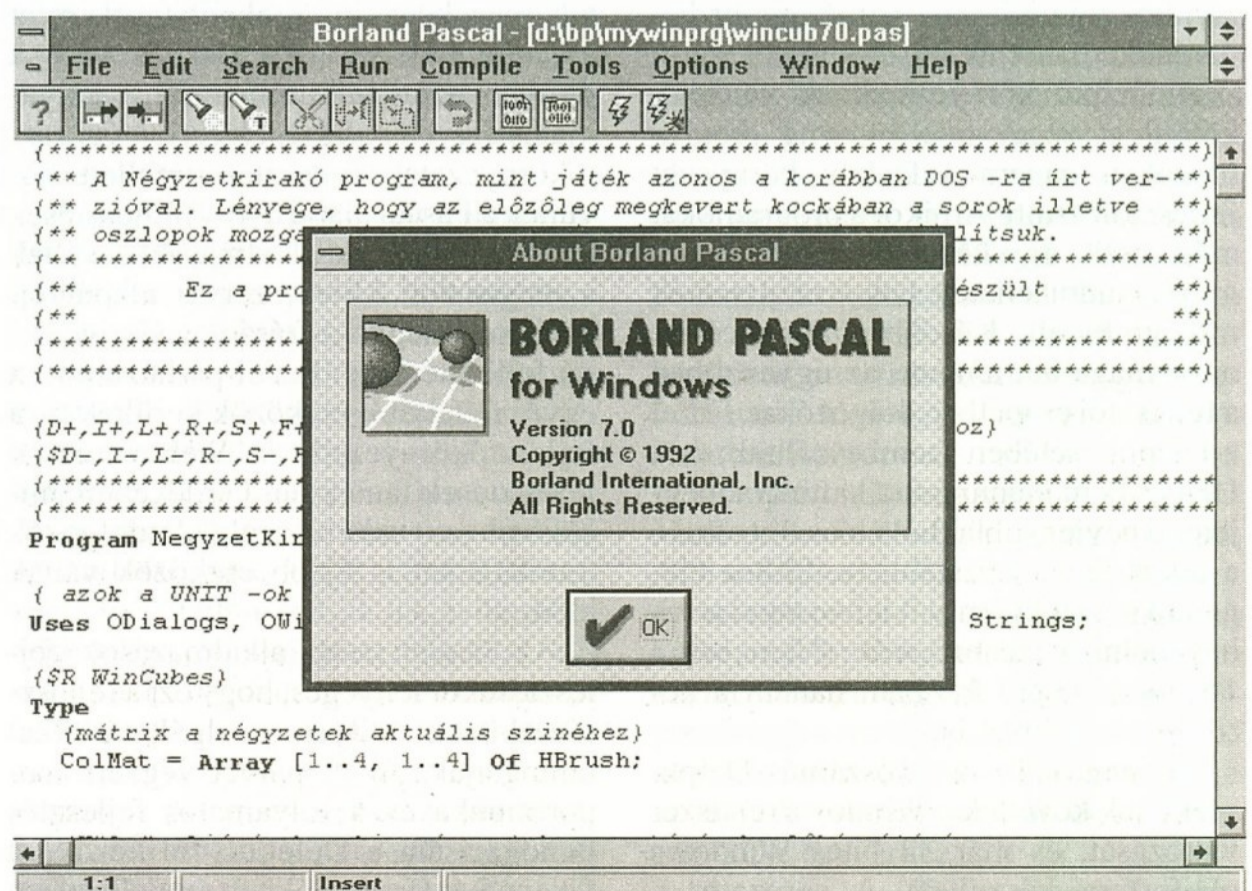 Borland Pascal - [d:\bp\mywinprg\wincub70.pas]
File Edit Search Run Compile Tools Options Window Help
{****************************************************************}
{** A Négyzetkirakó program, mint játék azonos a korábban DOS -ra irt ver-***}
{** zióval. Lényege, hogy az előzőleg megkevert kockában a sorok illetve **}
{** oszlopok mozga
litsuk. **}
About Borland Pascal
{** Ez a pro
észült **}
{** **}
BORLAND PASCAL
for Windows
Version 7.0
Copyright © 1992
Borland International, Inc.
All Rights Reserved.
OK
{D+,I+,L+,R+,S+,F+
oz}
{$D-,I-,L-,R-,S-,F
Program NegyzetKir
{ azok a UNIT -ok
Uses ODialogs, OWi
Strings;
{$R WinCubes}
Type
{mátrix a négyzetek aktuális szinéhez}
ColMat = Array [1..4, 1..4] Of HBrush;
1:1 Insert